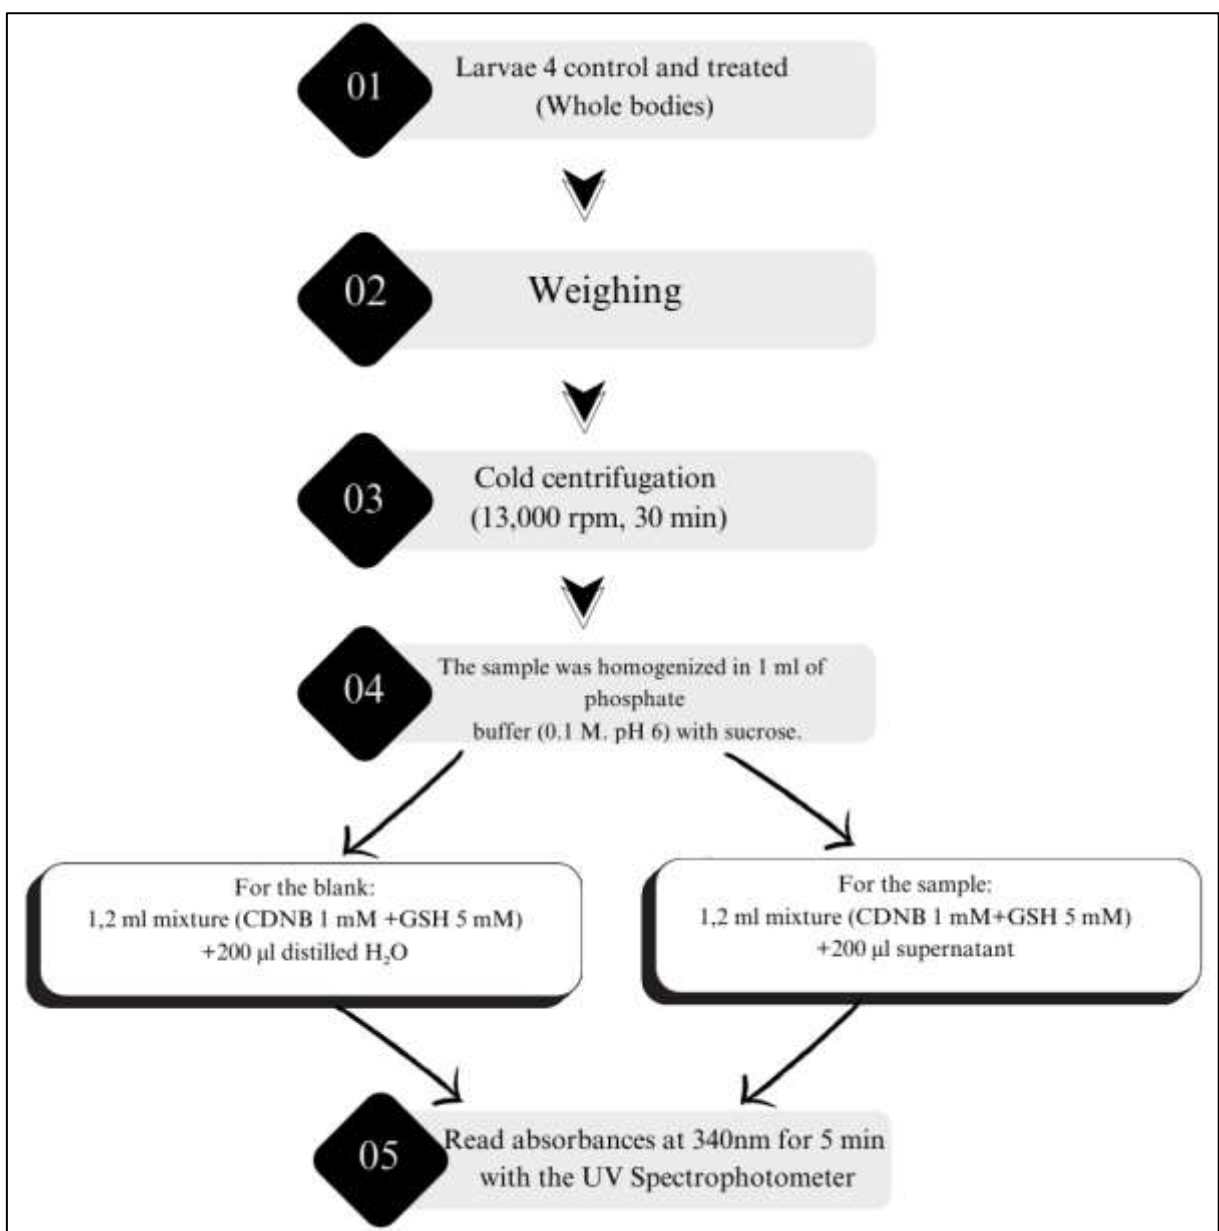 01
Larvae 4 control and treated
(Whole bodies)
02
Weighing
03
Cold centrifugation
(13,000 rpm, 30 min)
04
The sample was homogenized in 1 ml of
phosphate
buffer (0.1 M. pH 6) with sucrose.
For the blank:
1,2 ml mixture (CDNB 1 mM +GSH 5 mM)
+200 µl distilled H₂O
For the sample:
1,2 ml mixture (CDNB 1 mM+GSH 5 mM)
+200 µl supernatant
05
Read absorbances at 340nm for 5 min
with the UV Spectrophotometer